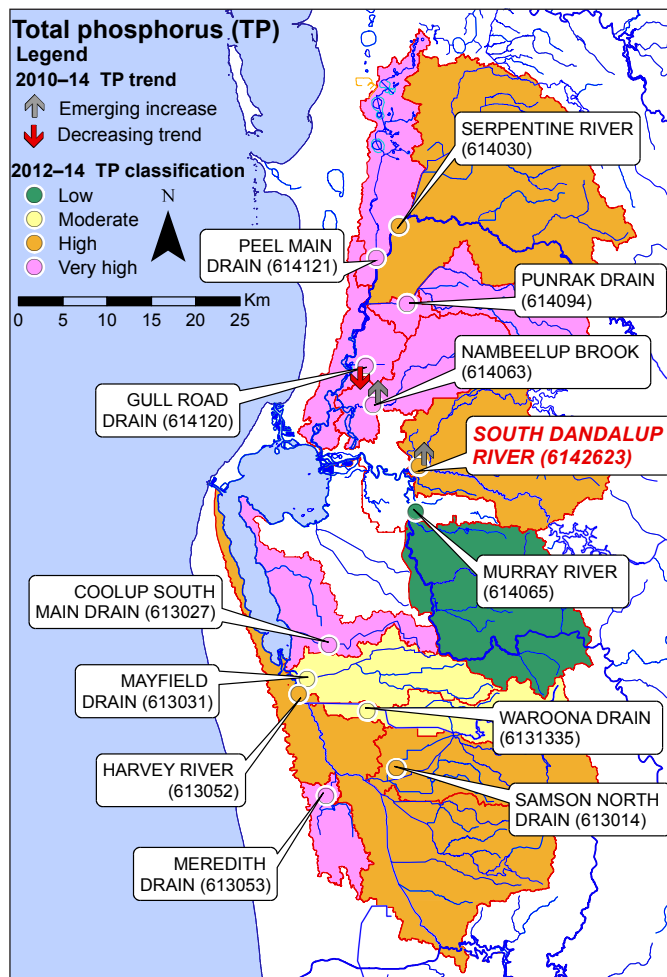 Total phosphorus (TP)
Legend
2010–14 TP trend
Emerging increase
Decreasing trend
2012–14 TP classification
Low
Moderate
High
Very high
N
Km
0 5 10 15 20 25
SERPENTINE RIVER
(614030)
PEEL MAIN
DRAIN (614121)
PUNRAK DRAIN
(614094)
NAMBEELUP BROOK
(614063)
GULL ROAD
DRAIN (614120)
SOUTH DANDALUP
RIVER (6142623)
MURRAY RIVER
(614065)
COOLUP SOUTH
MAIN DRAIN (613027)
MAYFIELD
DRAIN (613031)
WAROONA DRAIN
(6131335)
HARVEY RIVER
(613052)
SAMSON NORTH
DRAIN (613014)
MEREDITH
DRAIN (613053)